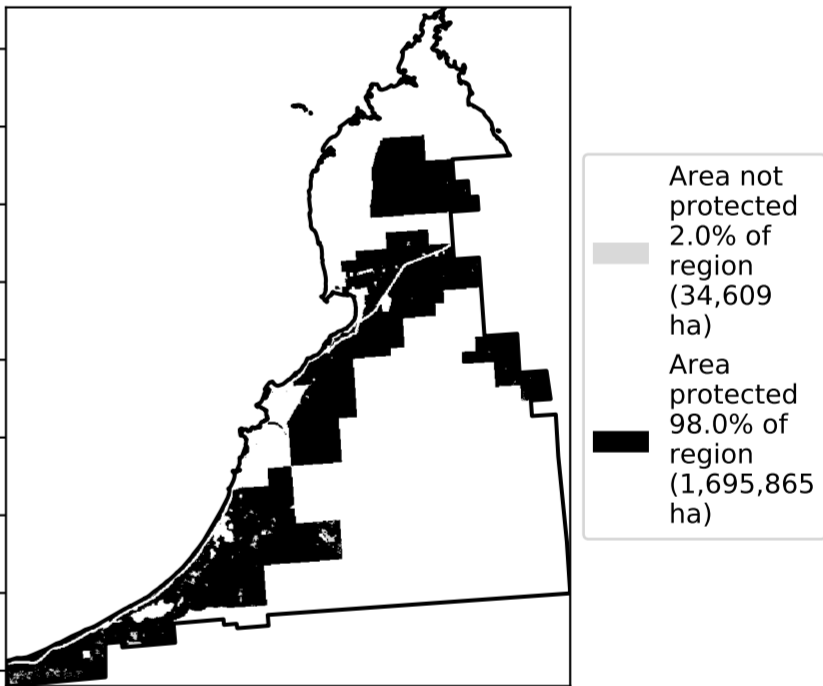 Area not
protected
2.0% of
region
(34,609
ha)
Area
protected
98.0% of
region
(1,695,865
ha)